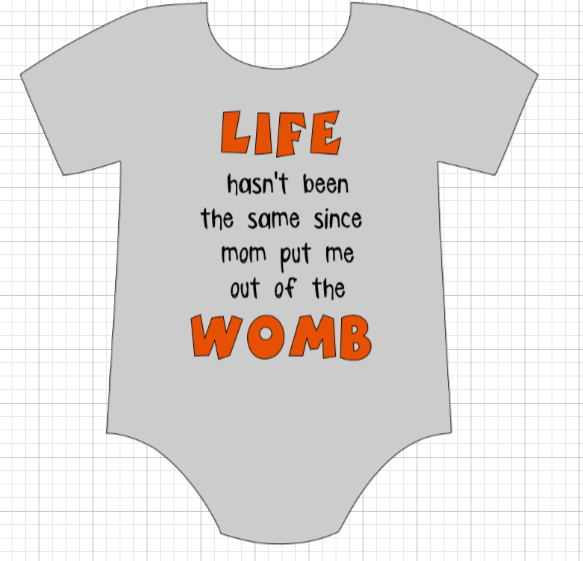 LIFE
hasn't been
the same since
mom put me
out of the
WOMB